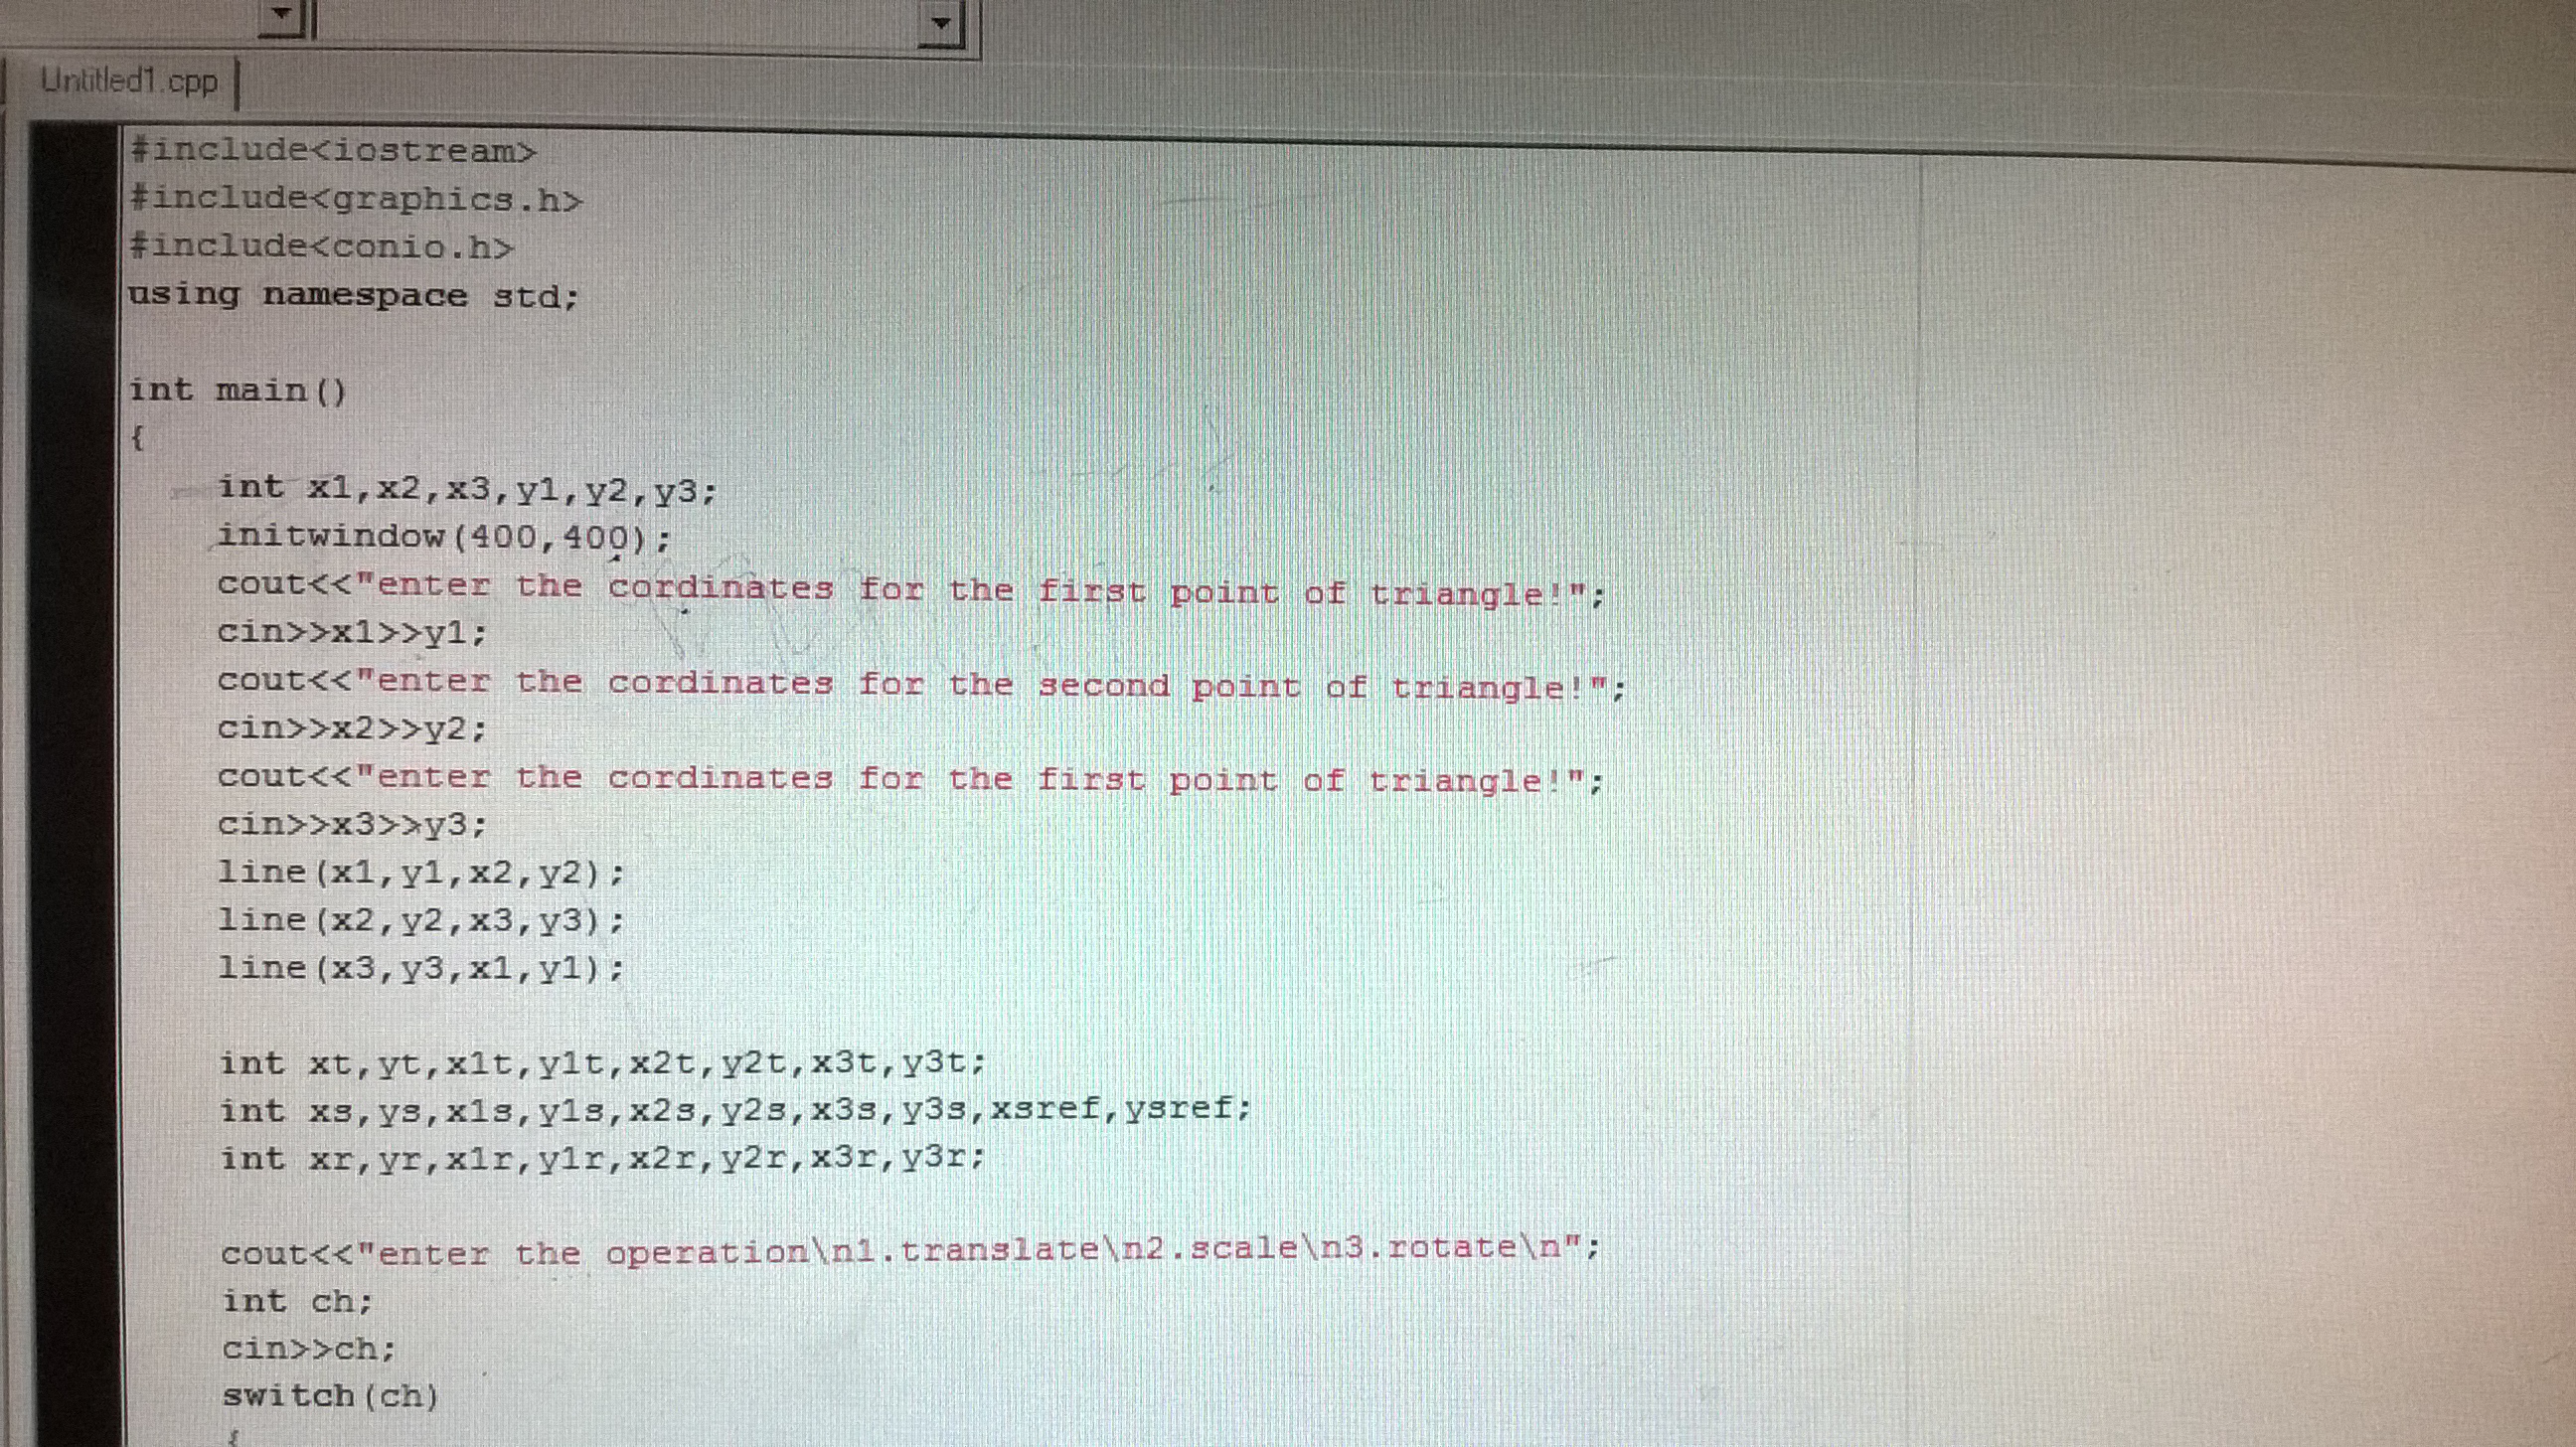 Untitled1.cpp
#include<iostream>
#include<graphics.h>
#include<conio.h>
using namespace std;
int main()
{
int x1,x2,x3,y1,y2,y3;
initwindow(400,400);
cout<<"enter the cordinates for the first point of triangle!";
cin>>x1>>y1;
cout<<"enter the cordinates for the second point of triangle!";
cin>>x2>>y2;
cout<<"enter the cordinates for the first point of triangle!";
cin>>x3>>y3;
line(x1,y1,x2,y2);
line(x2,y2,x3,y3);
line(x3,y3,x1,y1);
int xt,yt,x1t,y1t,x2t,y2t,x3t,y3t;
int xs,ys,x1s,y1s,x2s,y2s,x3s,y3s,xsref,ysref;
int xr,yr,x1r,y1r,x2r,y2r,x3r,y3r;
cout<<"enter the operation\n1.translate\n2.scale\n3.rotate\n";
int ch;
cin>>ch;
switch(ch)
{